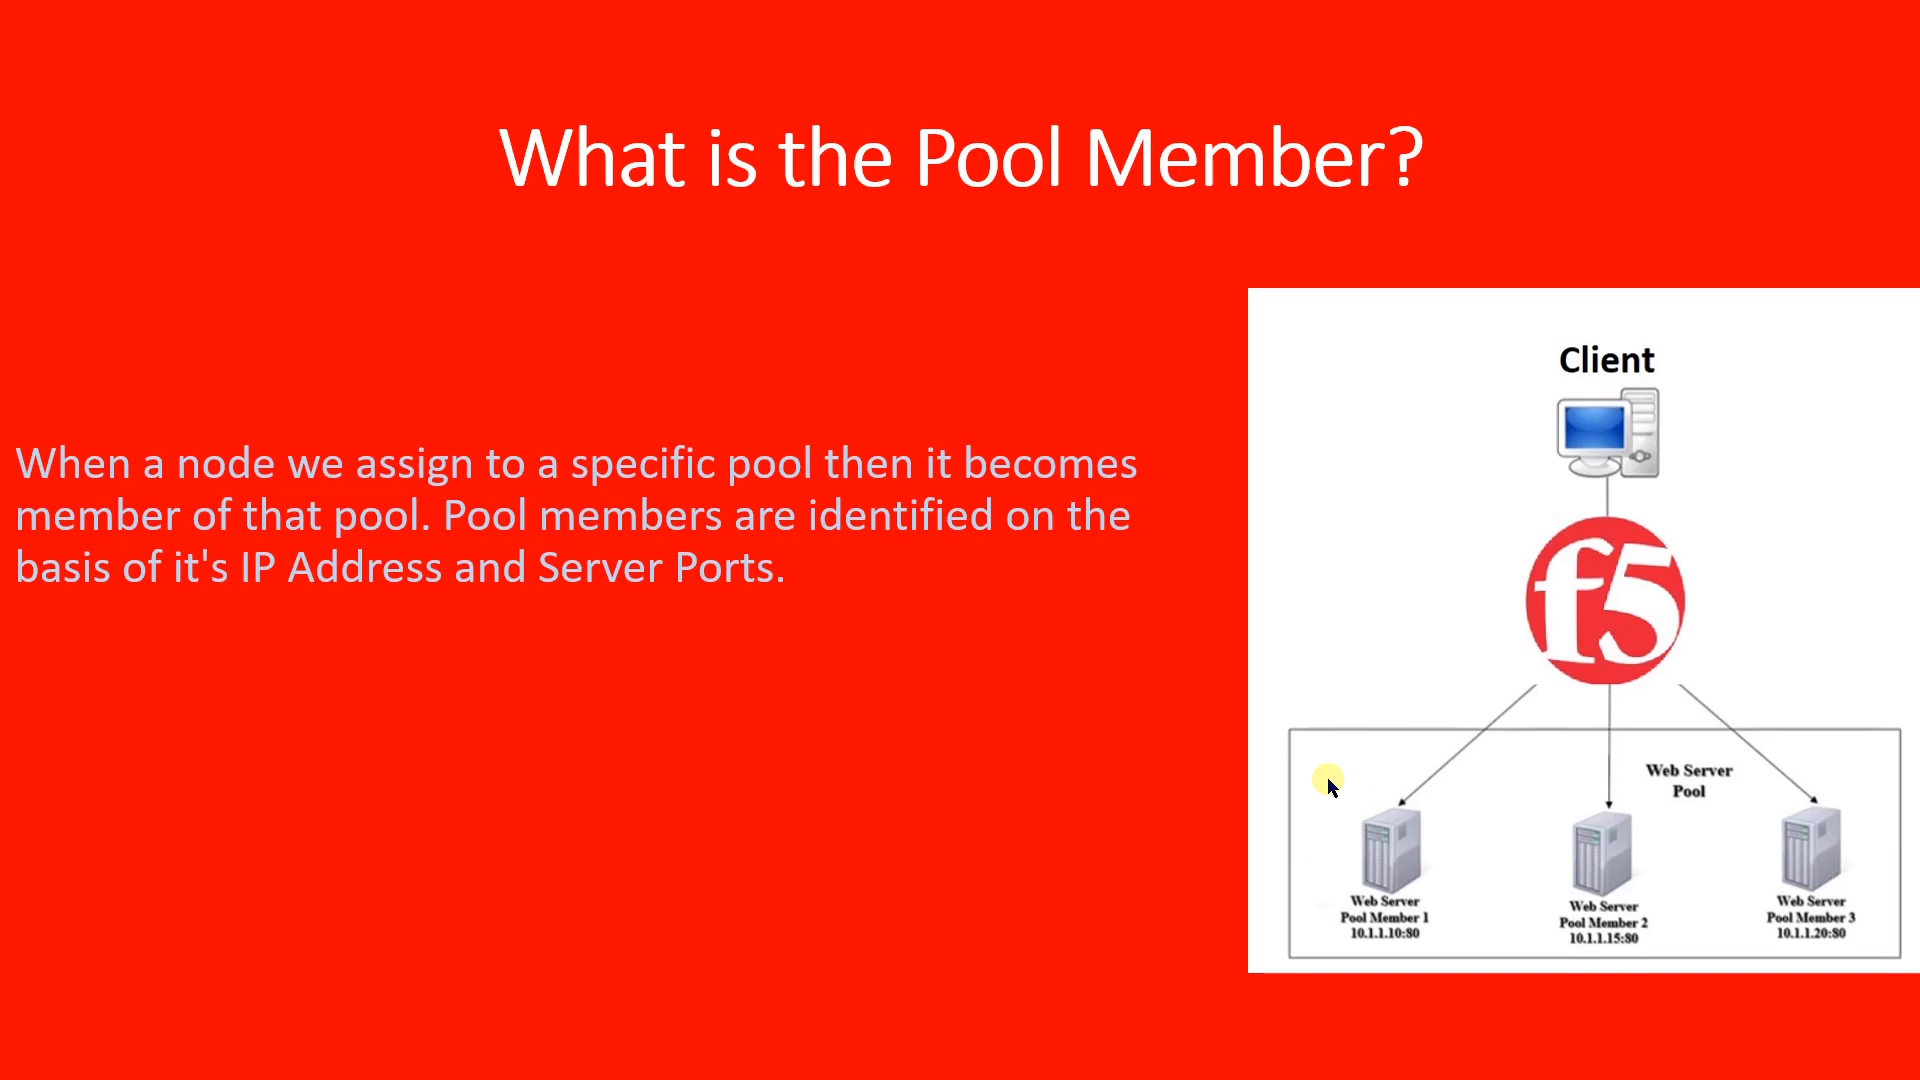 What is the Pool Member?
When a node we assign to a specific pool then it becomes
member of that pool. Pool members are identified on the
basis of it's IP Address and Server Ports.
Client
f5
Web Server
Pool
Web Server
Pool Member 1
10.1.1.10:80
Web Server
Pool Member 2
10.1.1.15:80
Web Server
Pool Member 3
10.1.1.20:80